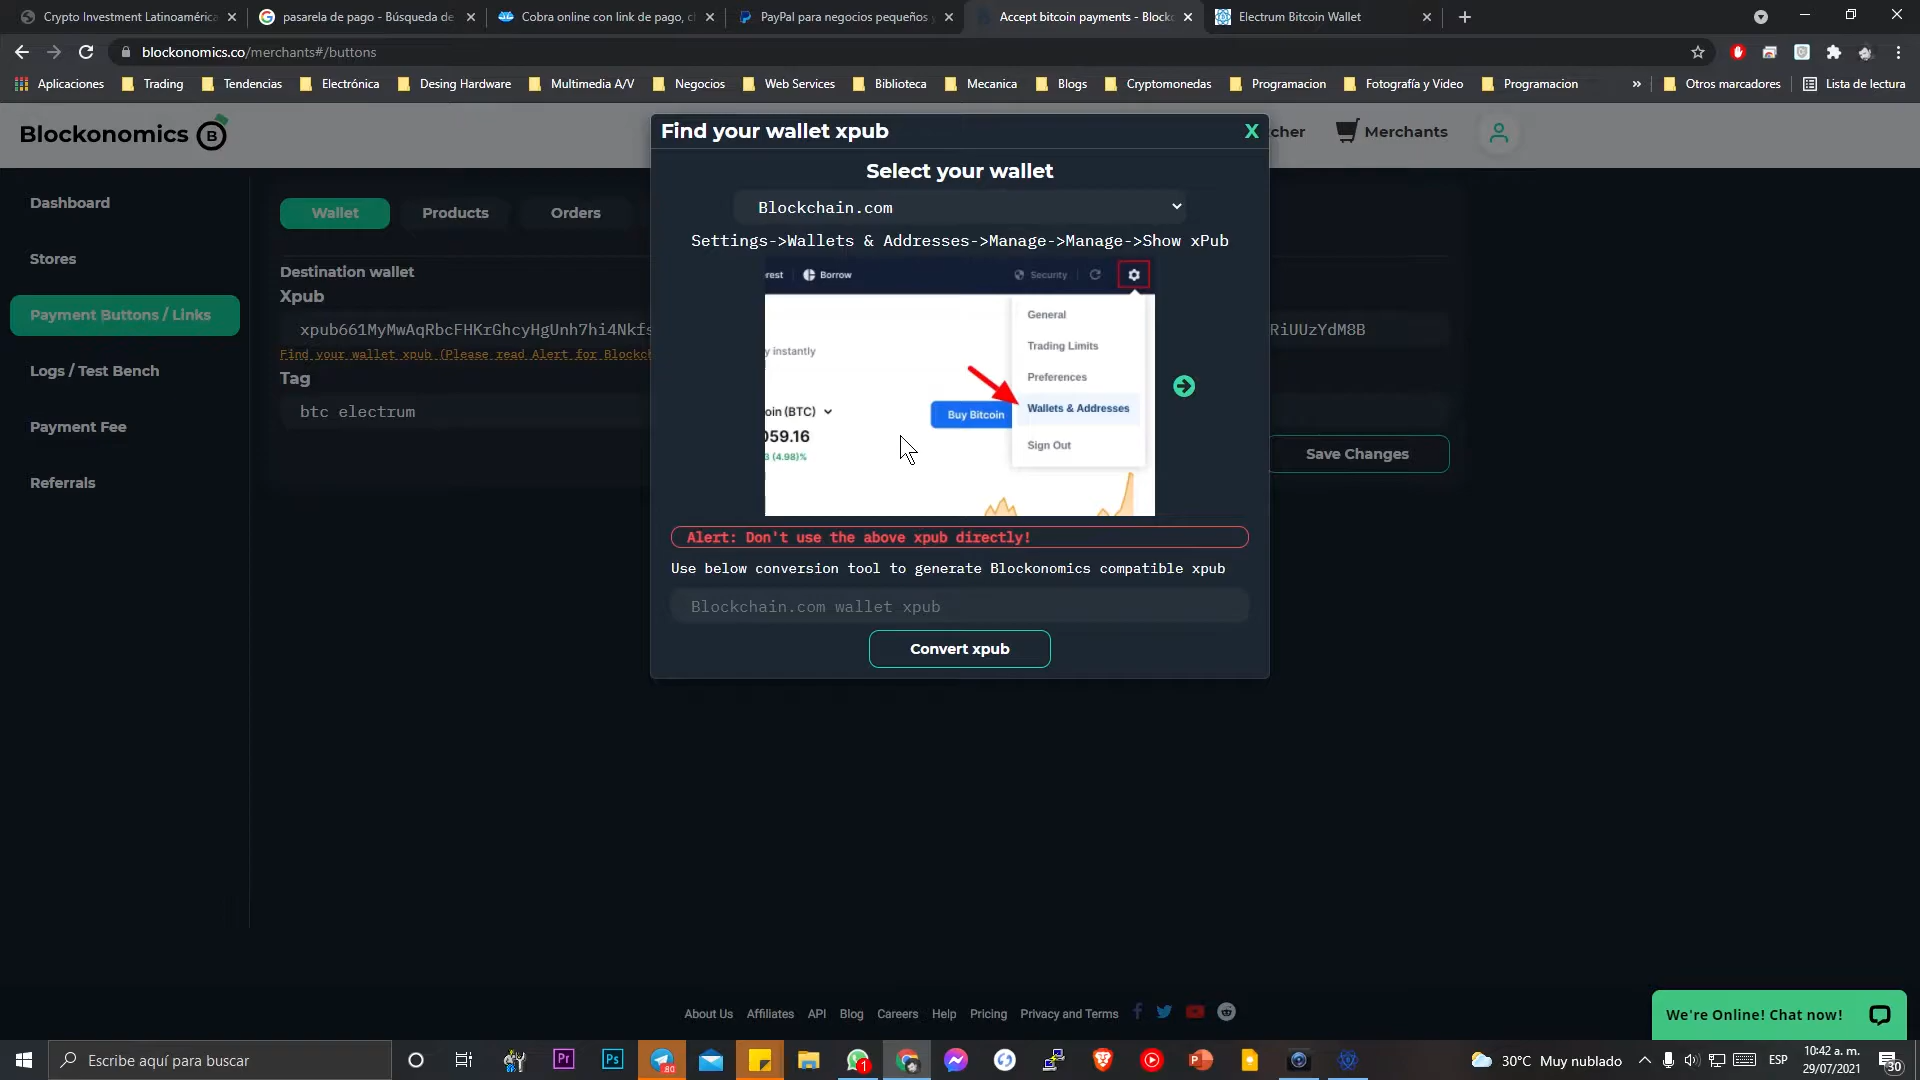 Crypto Investment Latinoaméric
pasarela de pago - Búsqueda de
Cobra online con link de pago, c
PayPal para negocios pequeños y
Accept bitcoin payments - Block
Electrum Bitcoin Wallet
blockonomics.co/merchants#/buttons
Aplicaciones
Trading
Tendencias
Electrónica
Desing Hardware
Multimedia A/V
Negocios
Web Services
Biblioteca
Mecanica
Blogs
Cryptomonedas
Programacion
Fotografía y Video
Programacion
»
Otros marcadores
Lista de lectura
Blockonomics B
cher
Merchants
Dashboard
Stores
Payment Buttons / Links
Logs / Test Bench
Payment Fee
Referrals
Wallet
Products
Orders
Destination wallet
Xpub
xpub661MyMwAqRbcFHKrGhcyHgUnh7hi4Nkfs
RiUUzYdM8B
Find your wallet xpub (Please read Alert for Blockch
Tag
btc electrum
Save Changes
Find your wallet xpub
X
Select your wallet
Blockchain.com
Settings->Wallets & Addresses->Manage->Manage->Show xPub
rest
Borrow
Security
General
Trading Limits
y instantly
Preferences
oin (BTC)
Buy Bitcoin
Wallets & Addresses
059.16
3 (4.98)%
Sign Out
Alert: Don't use the above xpub directly!
Use below conversion tool to generate Blockonomics compatible xpub
Blockchain.com wallet xpub
Convert xpub
About Us
Affiliates
API
Blog
Careers
Help
Pricing
Privacy and Terms
We're Online! Chat now!
Escribe aquí para buscar
Pr
Ps
80
1
30°C Muy nublado
ESP
10:42 a. m.
29/07/2021
30